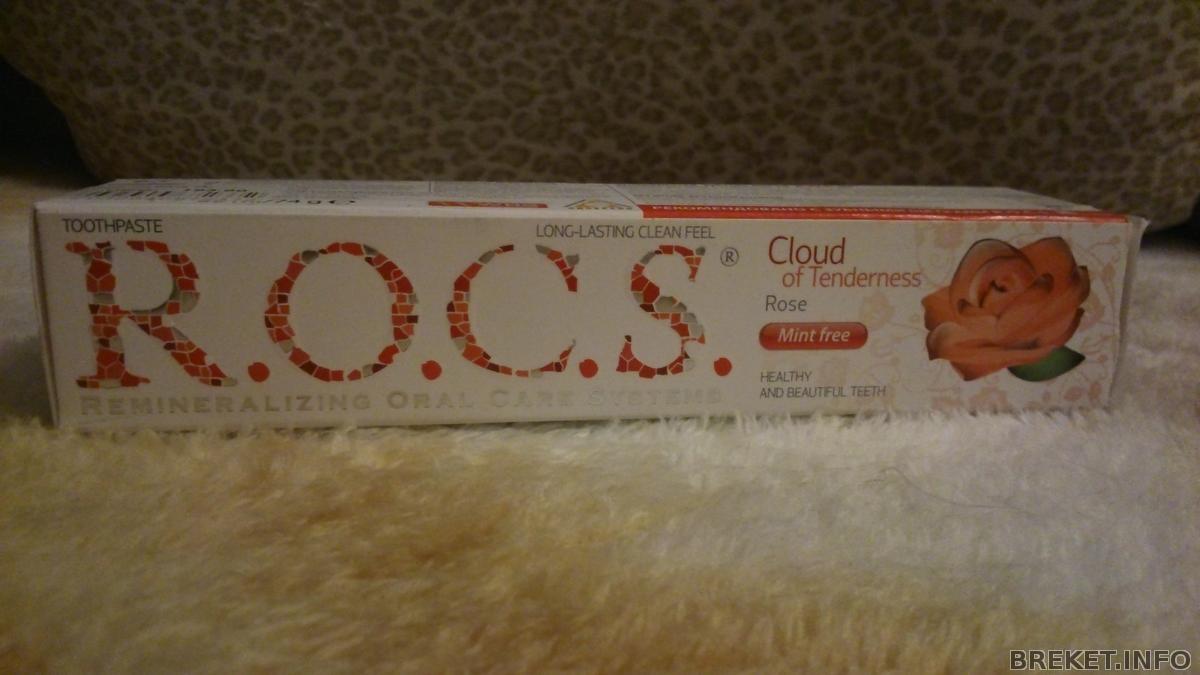 74 g
TOOTHPASTE
LONG-LASTING CLEAN FEEL
R.O.C.S.®
REMINERALIZING ORAL CARE SYSTEMS
Cloud
of Tenderness
Rose
Mint free
HEALTHY
AND BEAUTIFUL TEETH
BREKET.INFO